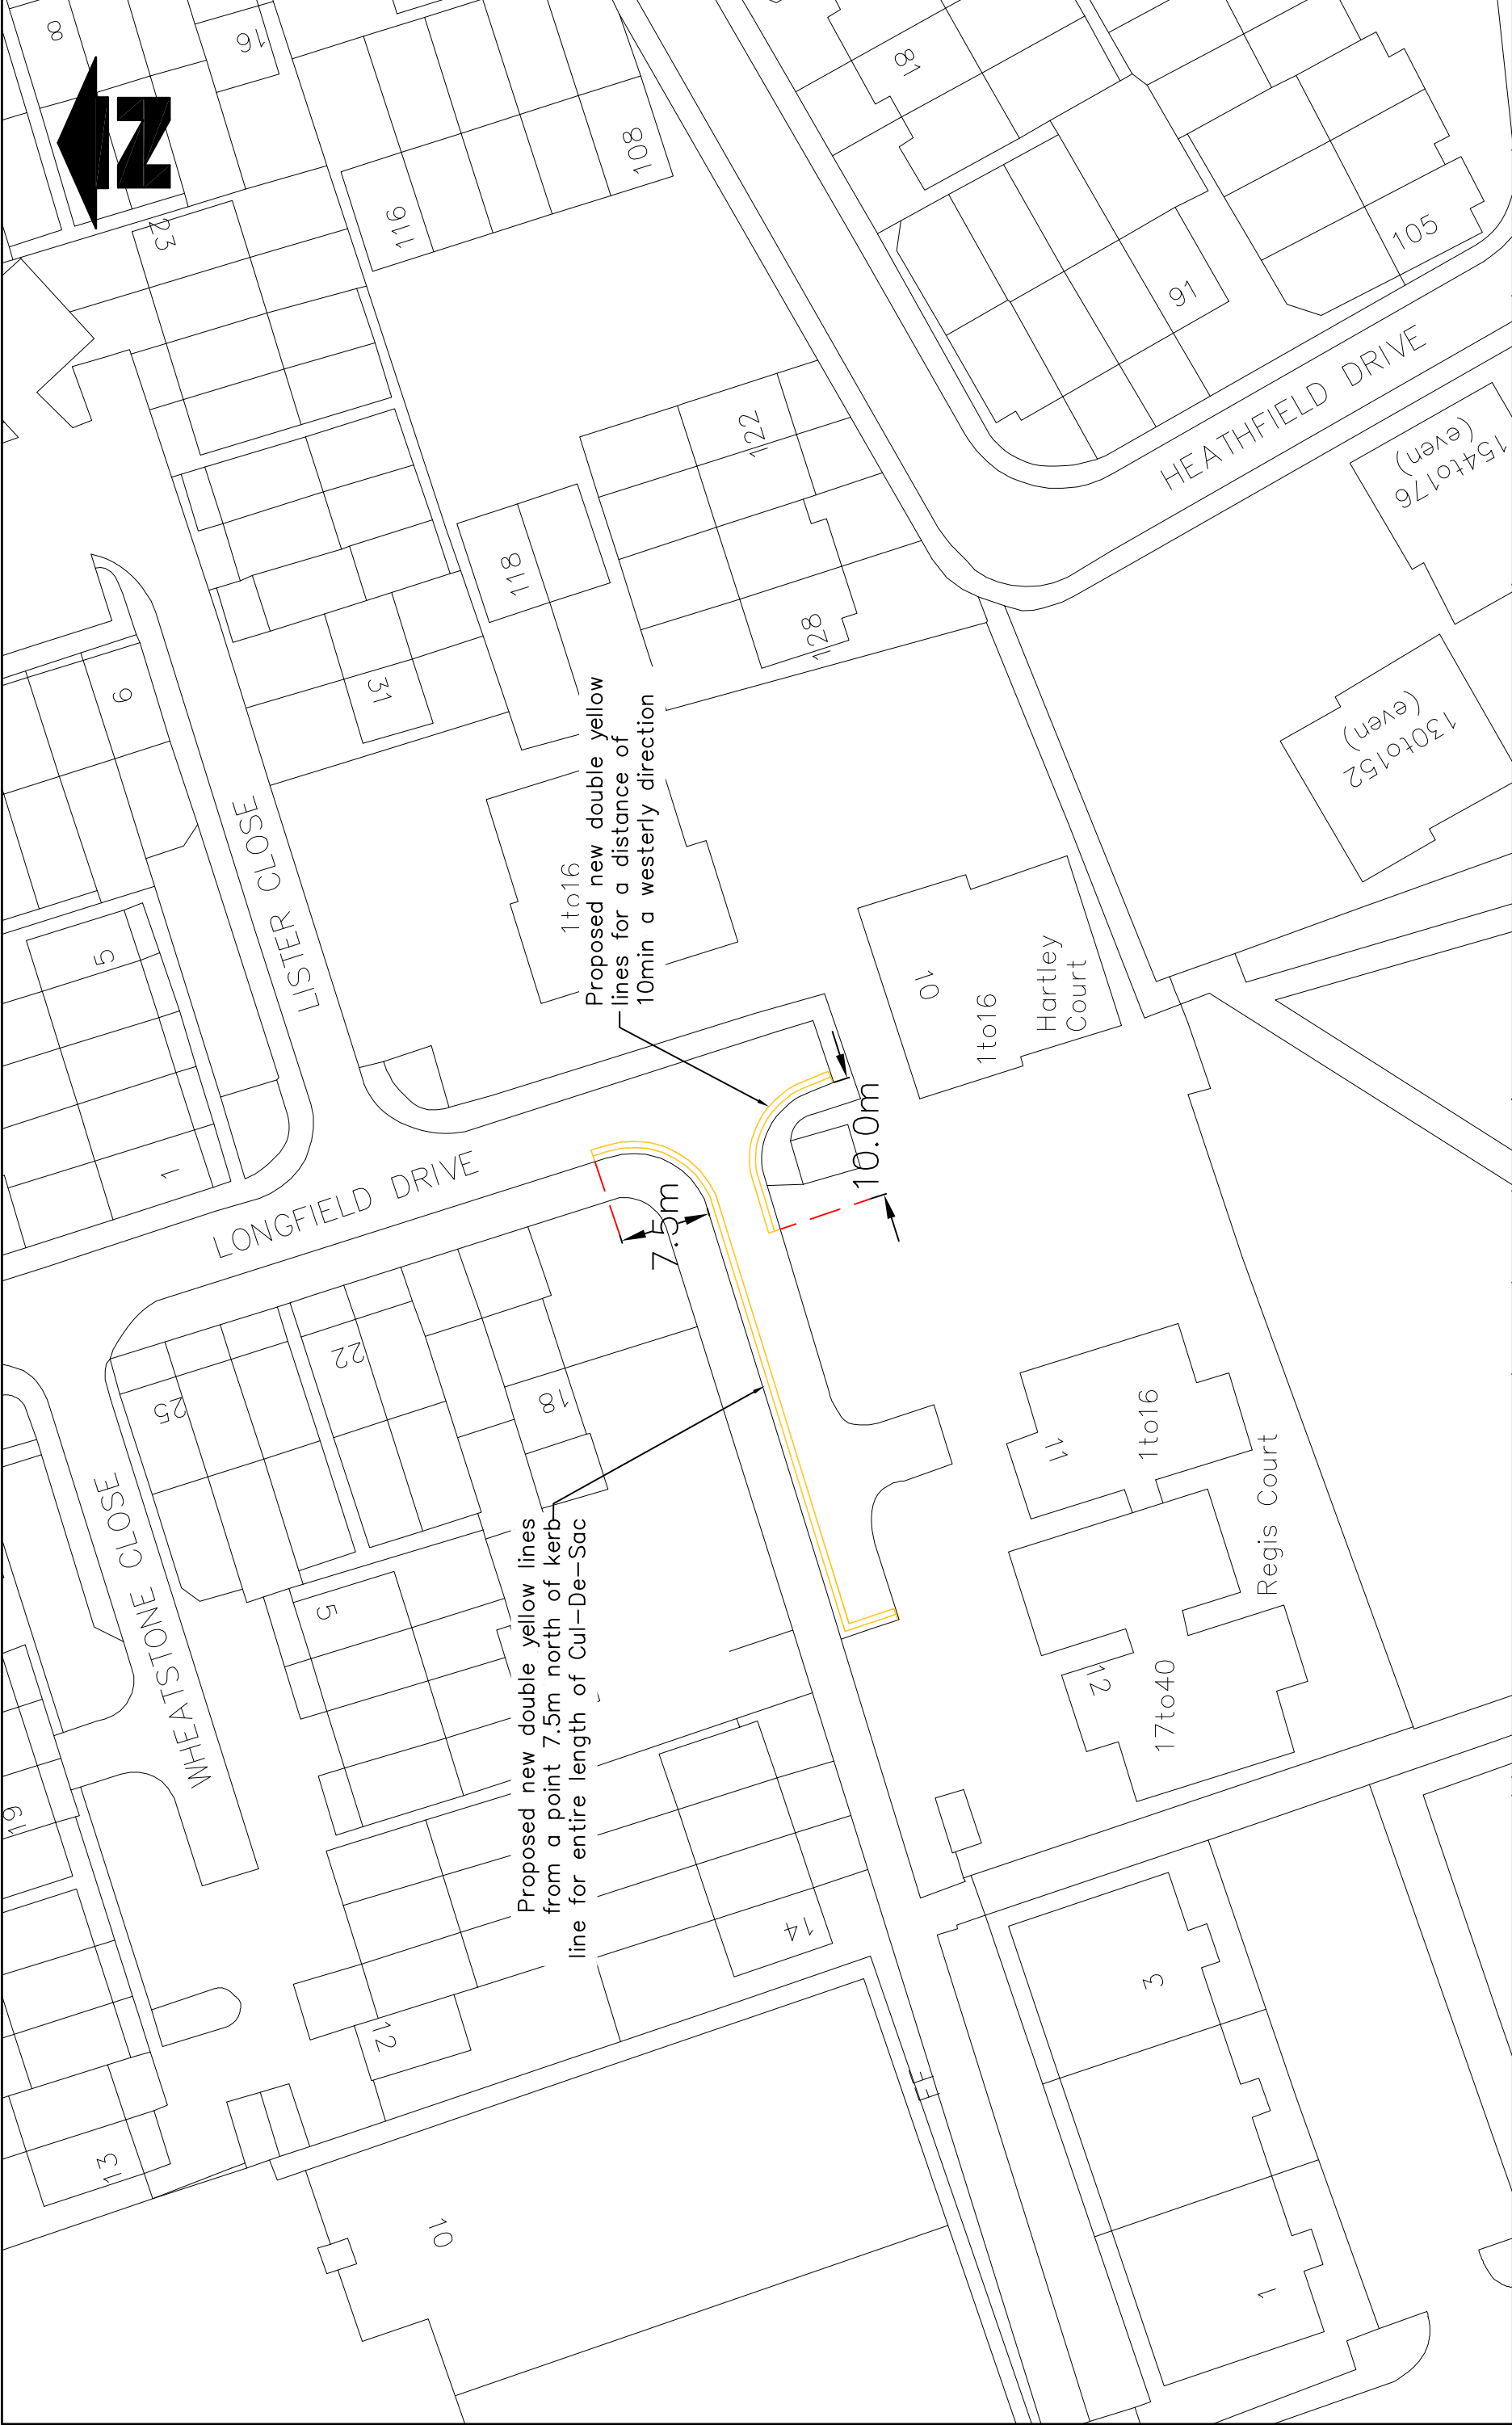 N
8
16
23
116
108
81
91
105
HEATHFIELD DRIVE
154to176
(even)
122
118
128
6
31
130to152
(even)
LISTER CLOSE
5
1to16
Proposed new double yellow
lines for a distance of
10min a westerly direction
10
1to16
Hartley
Court
1
LONGFIELD DRIVE
7.5m
10.0m
25
22
18
11
1to16
Regis Court
WHEATSTONE CLOSE
5
Proposed new double yellow lines
from a point 7.5m north of kerb
line for entire length of Cul-De-Sac
12
17to40
19
14
3
12
13
10
1